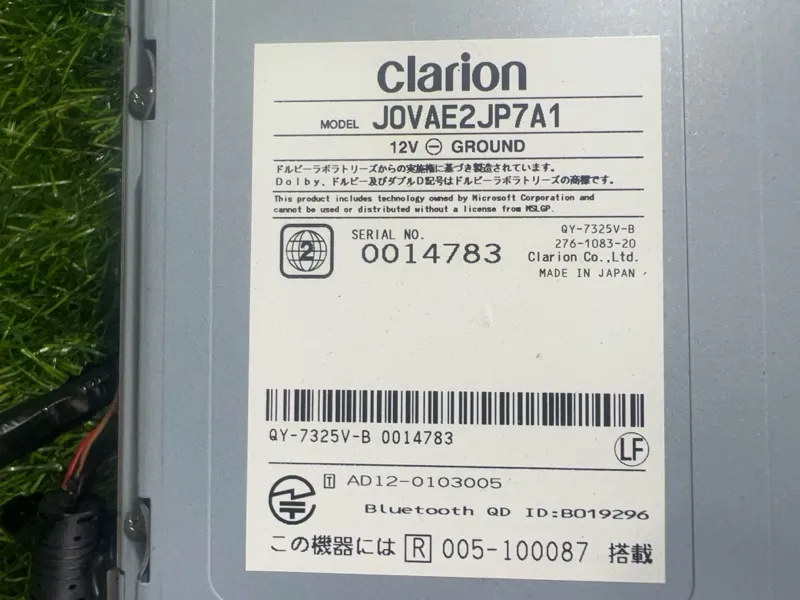 clarion
MODEL J0VAE2JP7A1
12V ⊖ GROUND
ドルビーラボラトリーズからの実施権に基づき製造されています。
Dolby、ドルビー及びダブルD記号はドルビーラボラトリーズの商標です。
This product includes technology owned by Microsoft Corporation and
cannot be used or distributed without a license from MSLGP.
2
SERIAL NO.
0014783
QY-7325V-B
276-1083-20
Clarion Co.,Ltd.
MADE IN JAPAN
QY-7325V-B 0014783
LF
T AD12-0103005
Bluetooth QD ID:B019296
この機器には R 005-100087 搭載